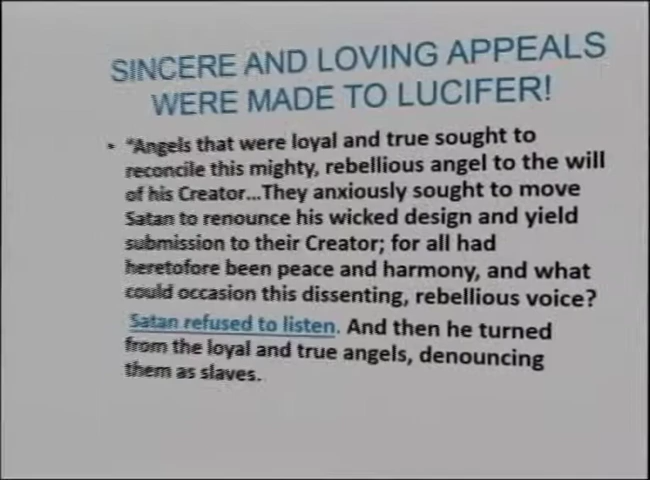 SINCERE AND LOVING APPEALS
WERE MADE TO LUCIFER!
• "Angels that were loyal and true sought to
reconcile this mighty, rebellious angel to the will
of his Creator...They anxiously sought to move
Satan to renounce his wicked design and yield
submission to their Creator; for all had
heretofore been peace and harmony, and what
could occasion this dissenting, rebellious voice?
Satan refused to listen. And then he turned
from the loyal and true angels, denouncing
them as slaves.